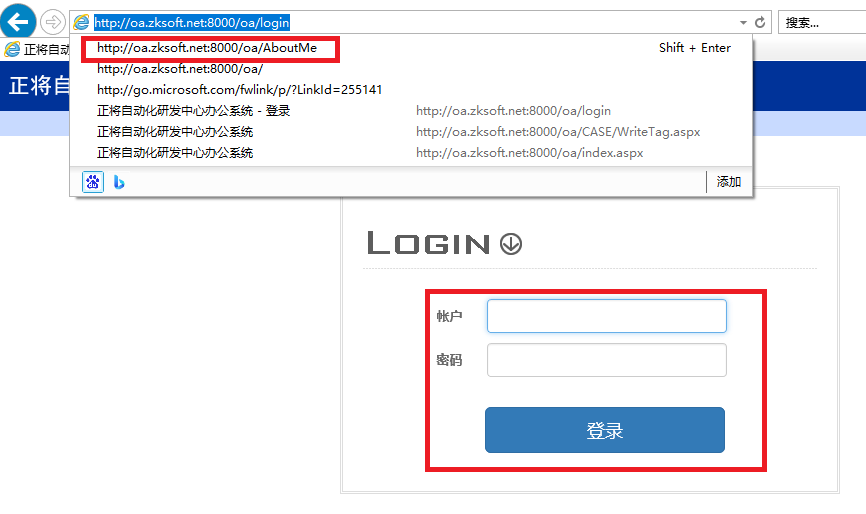 http://oa.zksoft.net:8000/oa/login
搜索...
正将自动
http://oa.zksoft.net:8000/oa/AboutMe Shift + Enter
http://oa.zksoft.net:8000/oa/
http://go.microsoft.com/fwlink/p/?LinkId=255141
正将自动化研发中心办公系统 - 登录 http://oa.zksoft.net:8000/oa/login
正将自动化研发中心办公系统 http://oa.zksoft.net:8000/oa/CASE/WriteTag.aspx
正将自动化研发中心办公系统 http://oa.zksoft.net:8000/oa/index.aspx
正将自
添加
LOGIN
帐户
密码
登录